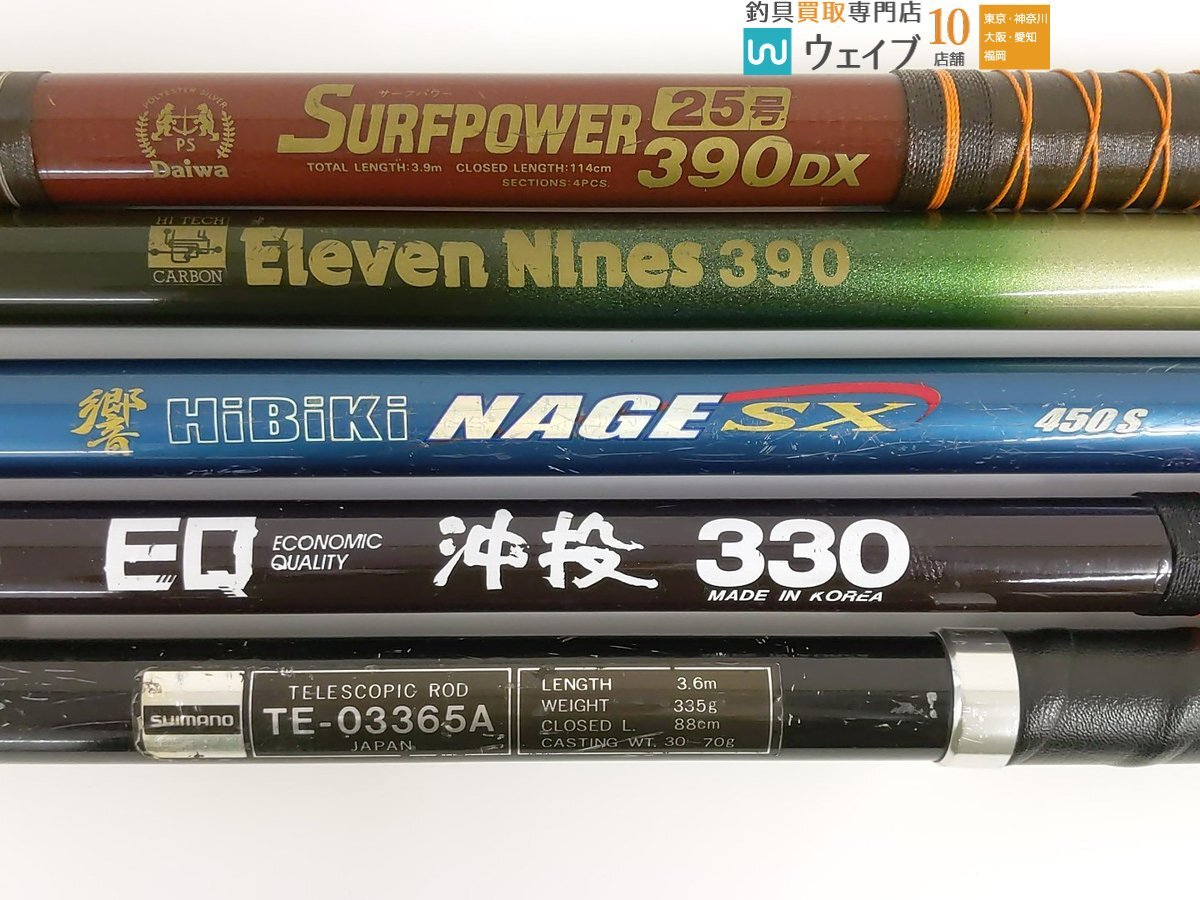 釣具買取専門店
ウェイブ
10
店舗
東京・神奈川
大阪・愛知
福岡
POLYESTER SILVER
PS
Daiwa
サーフパワー
SURFPOWER 25号
390DX
TOTAL LENGTH:3.9m CLOSED LENGTH:114cm
SECTIONS:4PCS.
HI TECH
CARBON
Eleven Nines 390
響 HiBiKi NAGE SX 450S
EQ ECONOMIC QUALITY 沖投 330
MADE IN KOREA
SHIMANO
TELESCOPIC ROD
TE-03365A
JAPAN
LENGTH 3.6m
WEIGHT 335g
CLOSED L. 88cm
CASTING WT. 30~70g